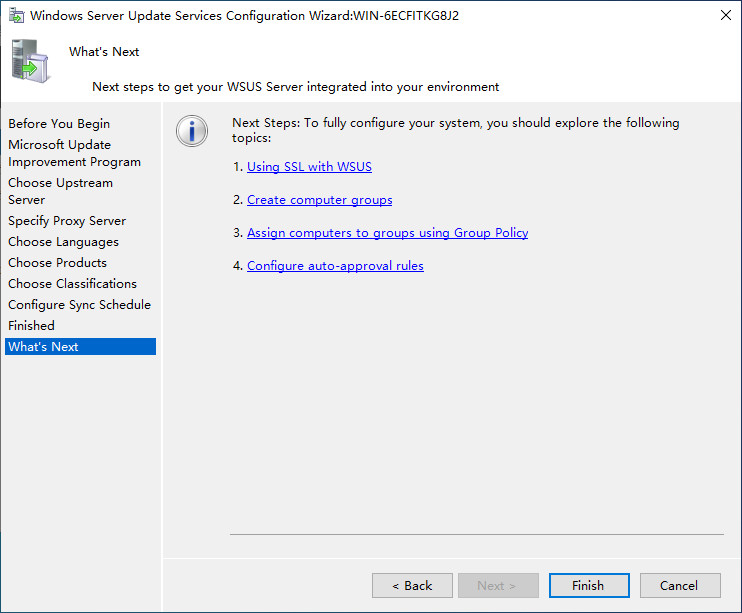 Windows Server Update Services Configuration Wizard:WIN-6ECFITKG8J2
What's Next
Next steps to get your WSUS Server integrated into your environment
Before You Begin
Microsoft Update
Improvement Program
Choose Upstream
Server
Specify Proxy Server
Choose Languages
Choose Products
Choose Classifications
Configure Sync Schedule
Finished
What's Next
Next Steps: To fully configure your system, you should explore the following
topics:
1. Using SSL with WSUS
2. Create computer groups
3. Assign computers to groups using Group Policy
4. Configure auto-approval rules
< Back
Next >
Finish
Cancel